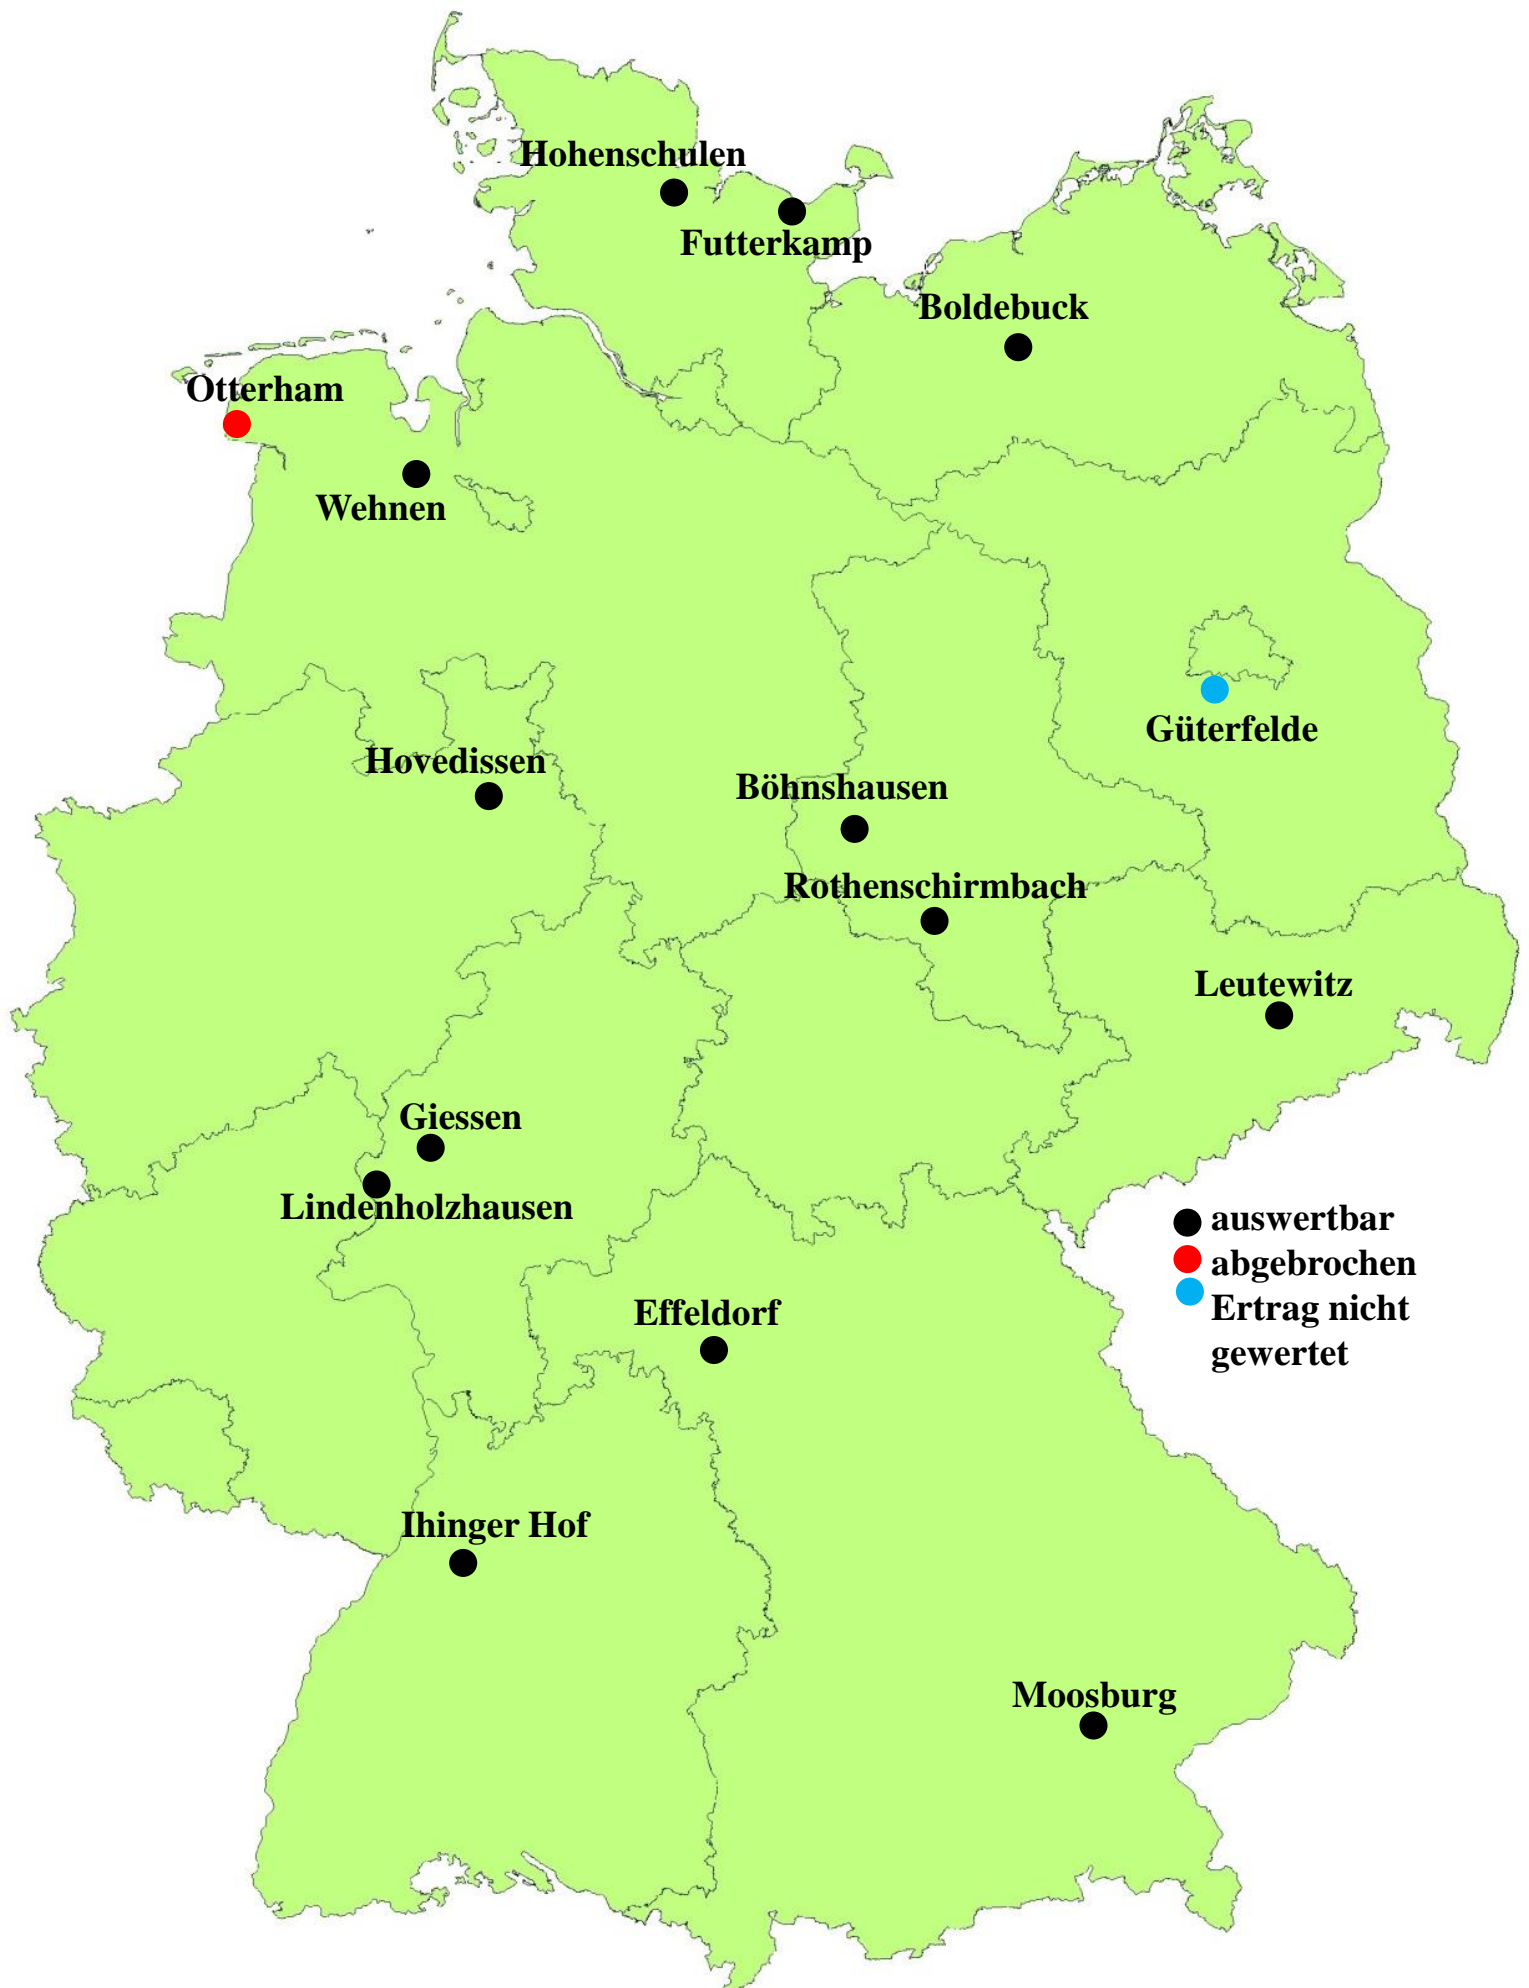 Hohenschulen
Futterkamp
Boldebuck
Otterham
Wehnen
Güterfelde
Hovedissen
Böhnshausen
Rothenschirmbach
Leutewitz
Giessen
Lindenholzhausen
auswertbar
abgebrochen
Ertrag nicht
gewertet
Effeldorf
Ihinger Hof
Moosburg